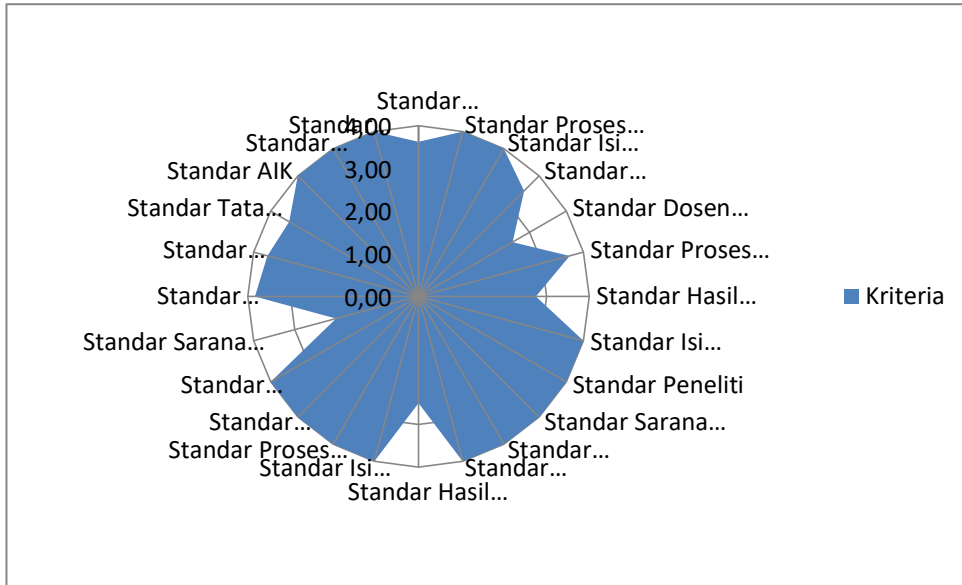 Standar...
Standar Proses...
Standar Isi...
Standar...
Standar Dosen...
Standar Proses...
Standar Hasil...
Standar Isi...
Standar Peneliti
Standar Sarana...
Standar...
Standar...
Standar Hasil...
Standar Isi...
Standar Proses...
Standar...
Standar...
Standar Sarana...
Standar...
Standar...
Standar Tata...
Standar AIK
Standar...
Standar...
4,00
3,00
2,00
1,00
0,00
Kriteria